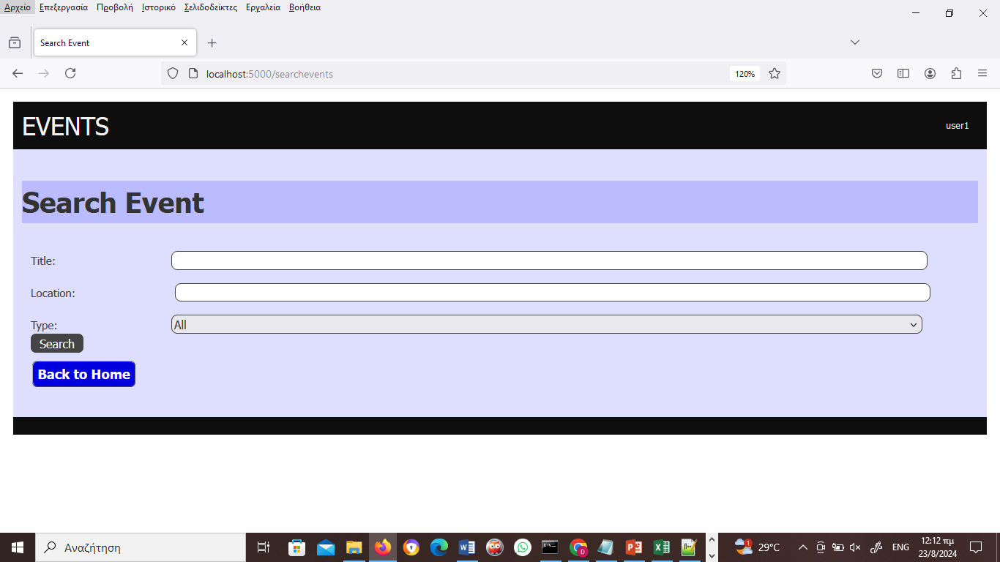 Αρχείο Επεξεργασία Προβολή Ιστορικό Σελιδοδείκτες Εργαλεία Βοήθεια
Search Event
localhost:5000/searchevents 120%
EVENTS user1
Search Event
Title:
Location:
Type: All
Search
Back to Home
Αναζήτηση 29°C ENG 12:12 πμ
23/8/2024